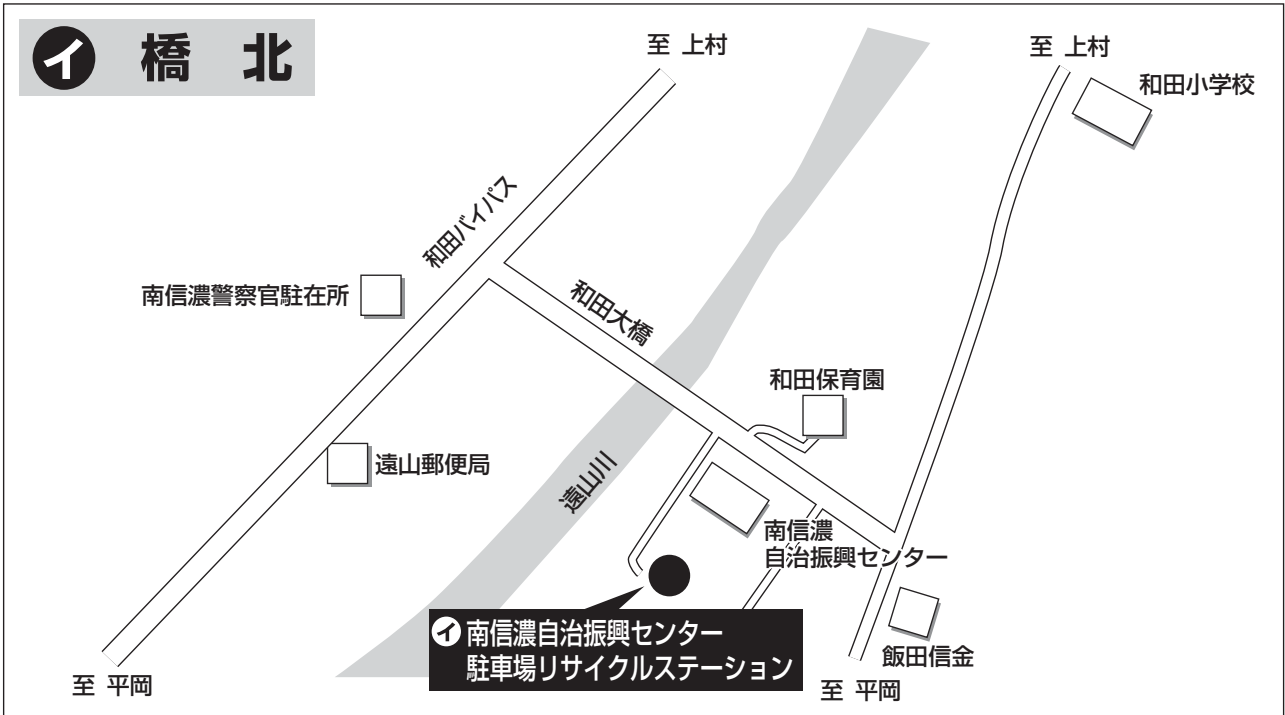 イ 橋 北
至 上村
至 上村
和田小学校
和田バイパス
南信濃警察官駐在所
和田大橋
和田保育園
遠山郵便局
遠山川
南信濃
自治振興センター
イ 南信濃自治振興センター
駐車場リサイクルステーション
飯田信金
至 平岡
至 平岡